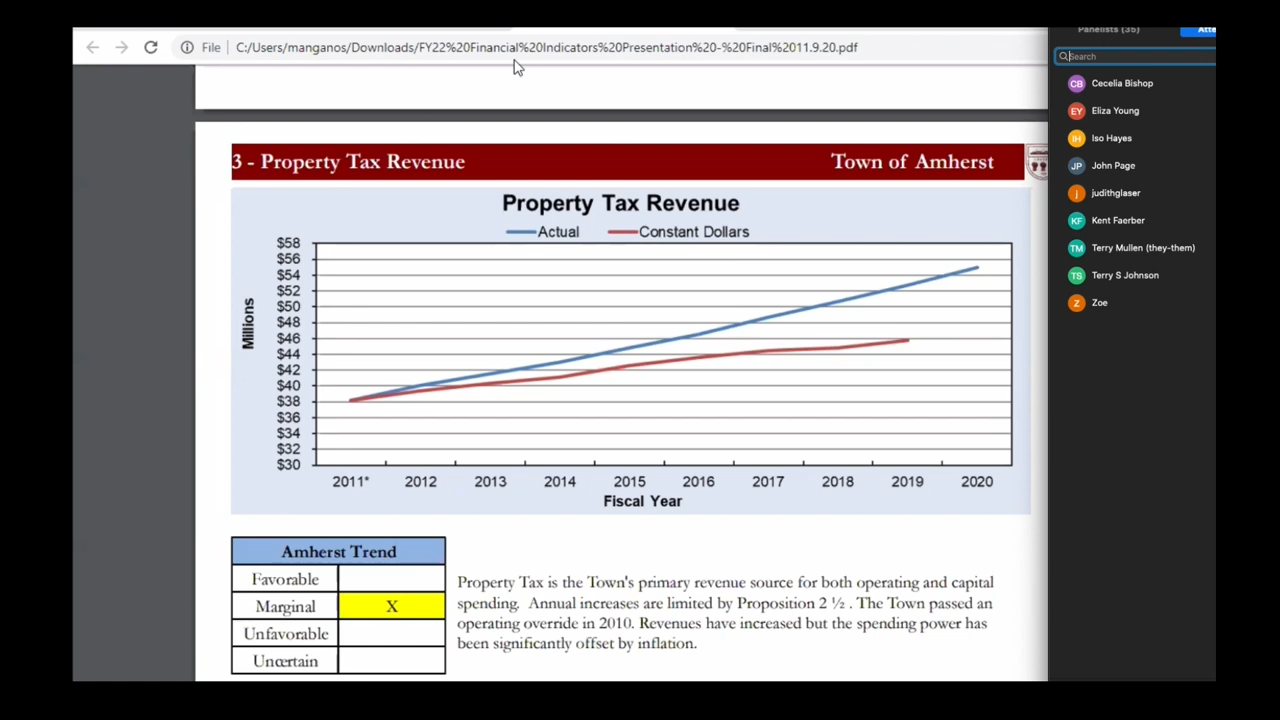 File
C:/Users/manganos/Downloads/FY22%20Financial%20Indicators%20Presentation%20-%20Final%2011.9.20.pdf
3 - Property Tax Revenue
Town of Amherst
Property Tax Revenue
Actual
Constant Dollars
Millions
$58
$56
$54
$52
$50
$48
$46
$44
$42
$40
$38
$36
$34
$32
$30
2011* 2012 2013 2014 2015 2016 2017 2018 2019 2020
Fiscal Year
Amherst Trend
Favorable
Marginal X
Unfavorable
Uncertain
Property Tax is the Town's primary revenue source for both operating and capital
spending. Annual increases are limited by Proposition 2 ½ . The Town passed an
operating override in 2010. Revenues have increased but the spending power has
been significantly offset by inflation.
Panelists (35)
Search
CB Cecelia Bishop
EY Eliza Young
IH Iso Hayes
JP John Page
j judithglaser
KF Kent Faerber
TM Terry Mullen (they-them)
TS Terry S Johnson
Z Zoe